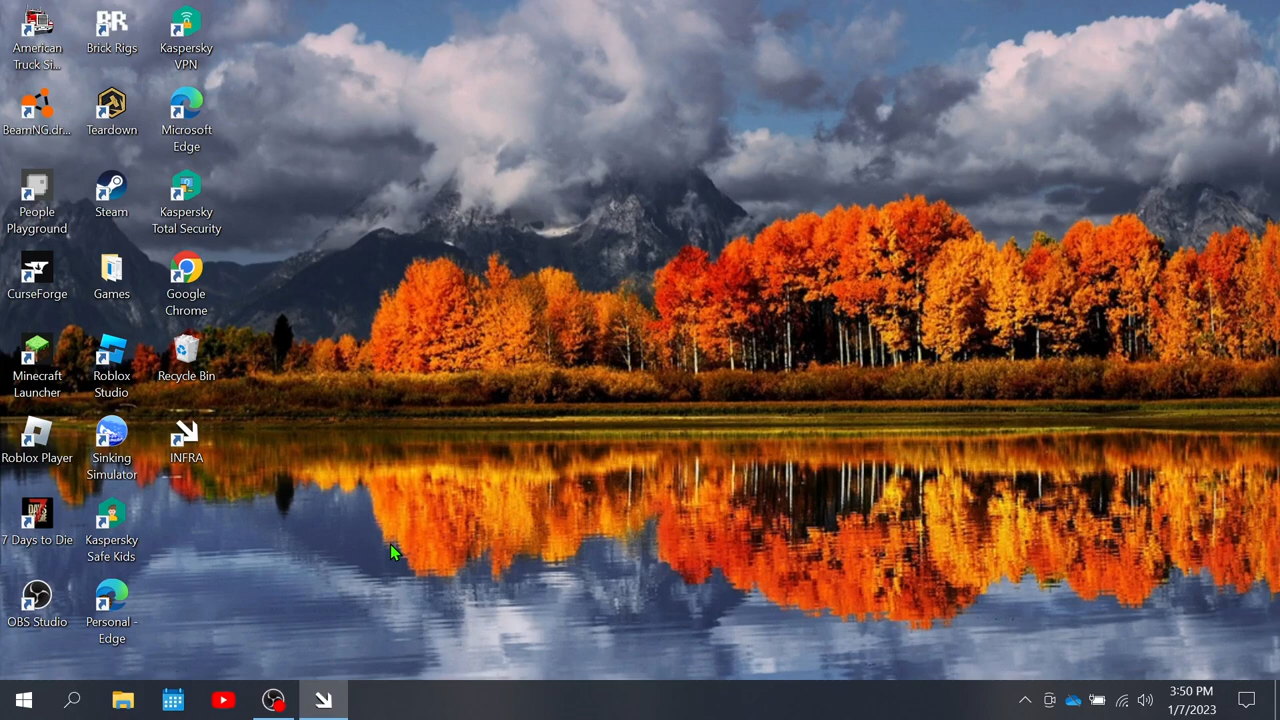 American
Truck Si...
Brick Rigs
Kaspersky
VPN
BeamNG.dr...
Teardown
Microsoft
Edge
People
Playground
Steam
Kaspersky
Total Security
CurseForge
Games
Google
Chrome
Minecraft
Launcher
Roblox
Studio
Recycle Bin
Roblox Player
Sinking
Simulator
INFRA
7 Days to Die
Kaspersky
Safe Kids
OBS Studio
Personal -
Edge
3:50 PM
1/7/2023